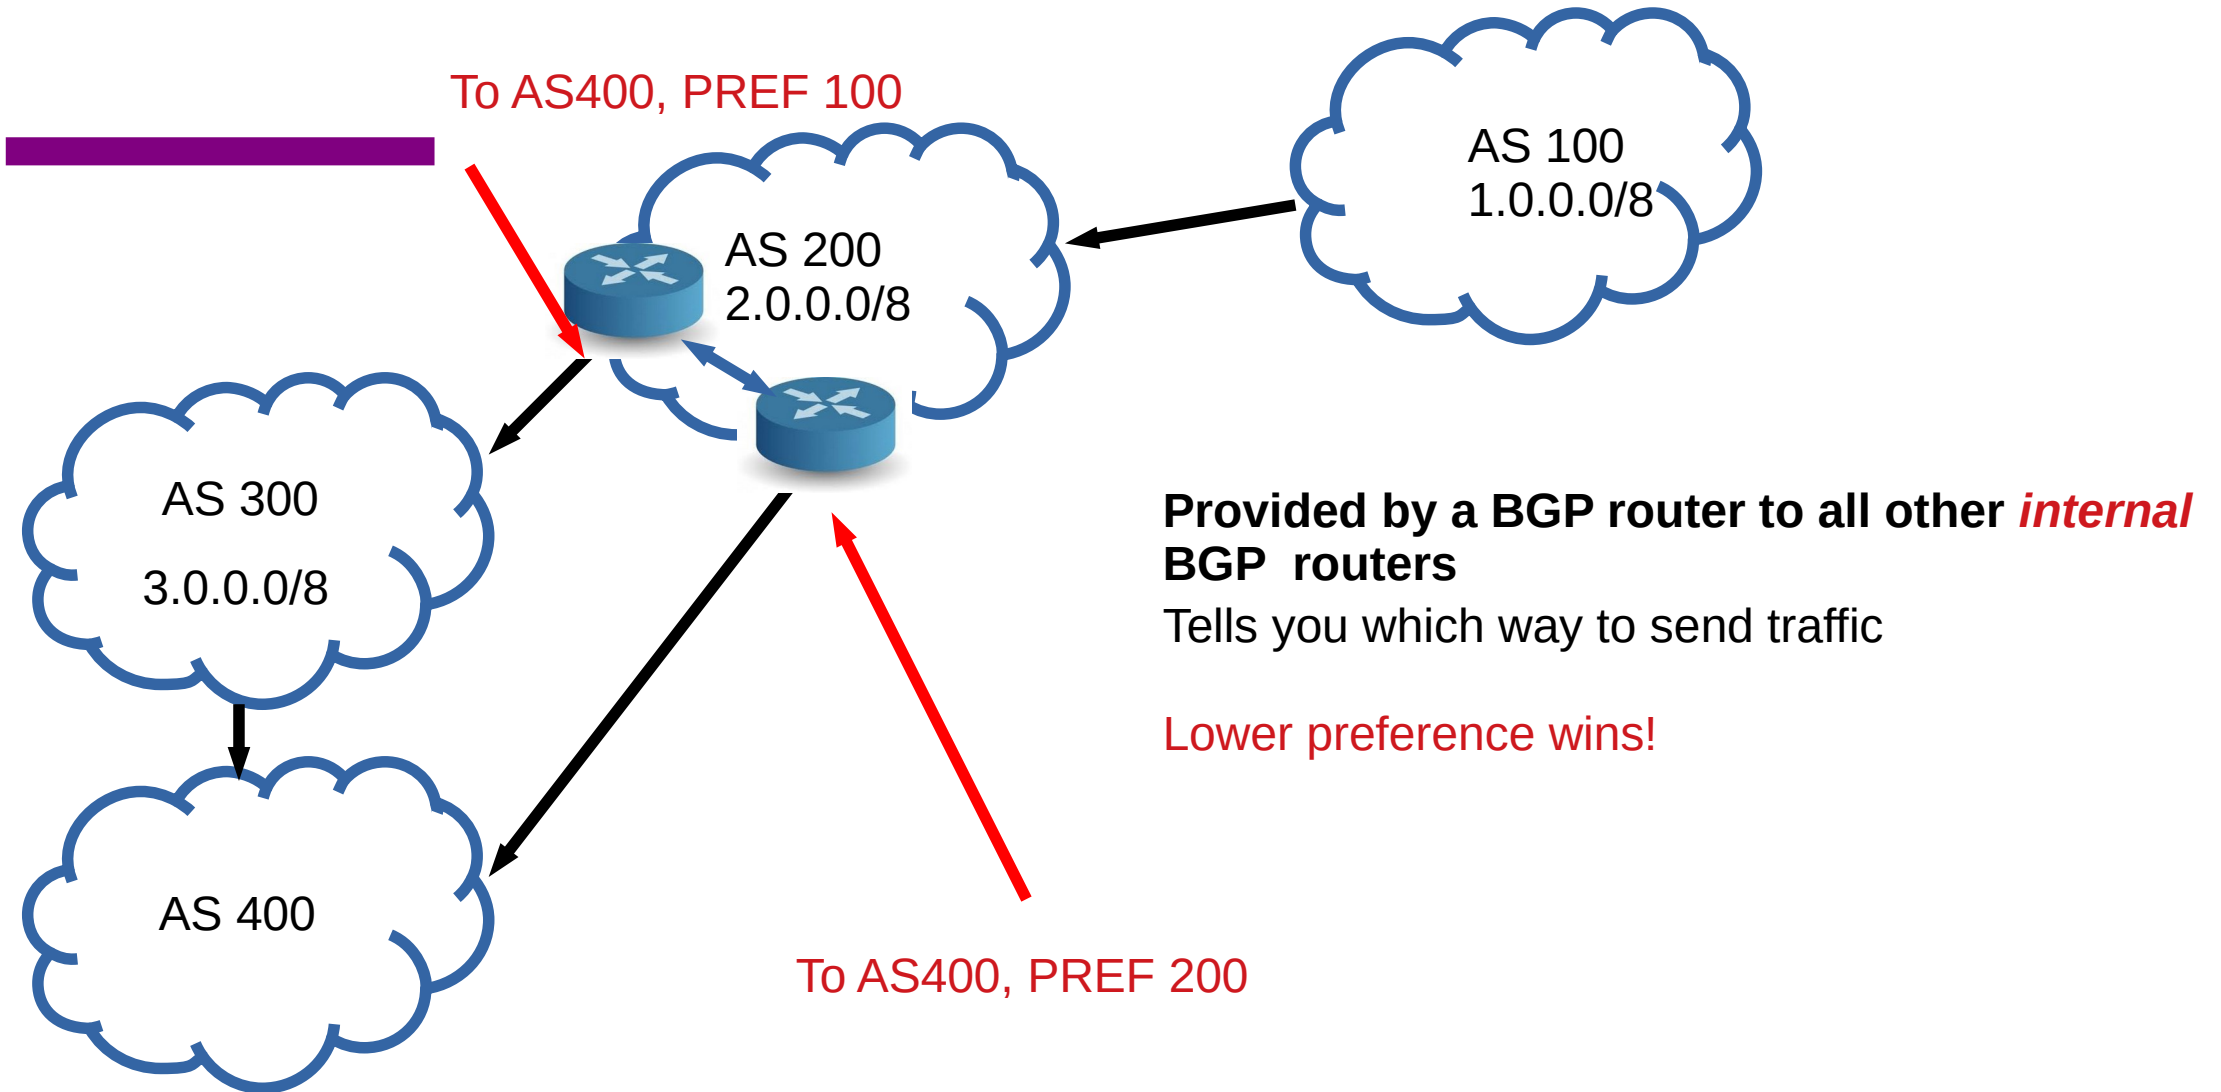 To AS400, PREF 100
AS 100
1.0.0.0/8
AS 200
2.0.0.0/8
AS 300
3.0.0.0/8
Provided by a BGP router to all other internal
BGP  routers
Tells you which way to send traffic
Lower preference wins!
AS 400
To AS400, PREF 200